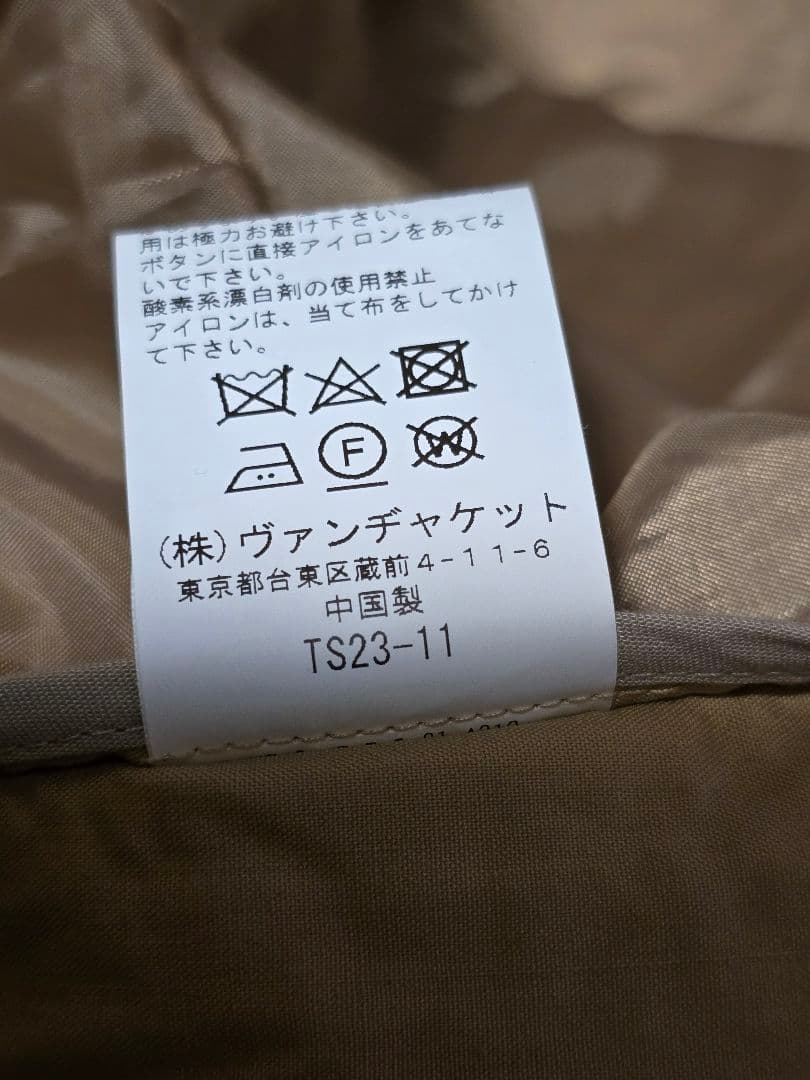 用は極力お避け下さい。
ボタンに直接アイロンをあてな
いで下さい。
酸素系漂白剤の使用禁止
アイロンは、当て布をしてかけ
て下さい。
F W
(株)ヴァンヂャケット
東京都台東区蔵前4-11-6
中国製
TS23-11